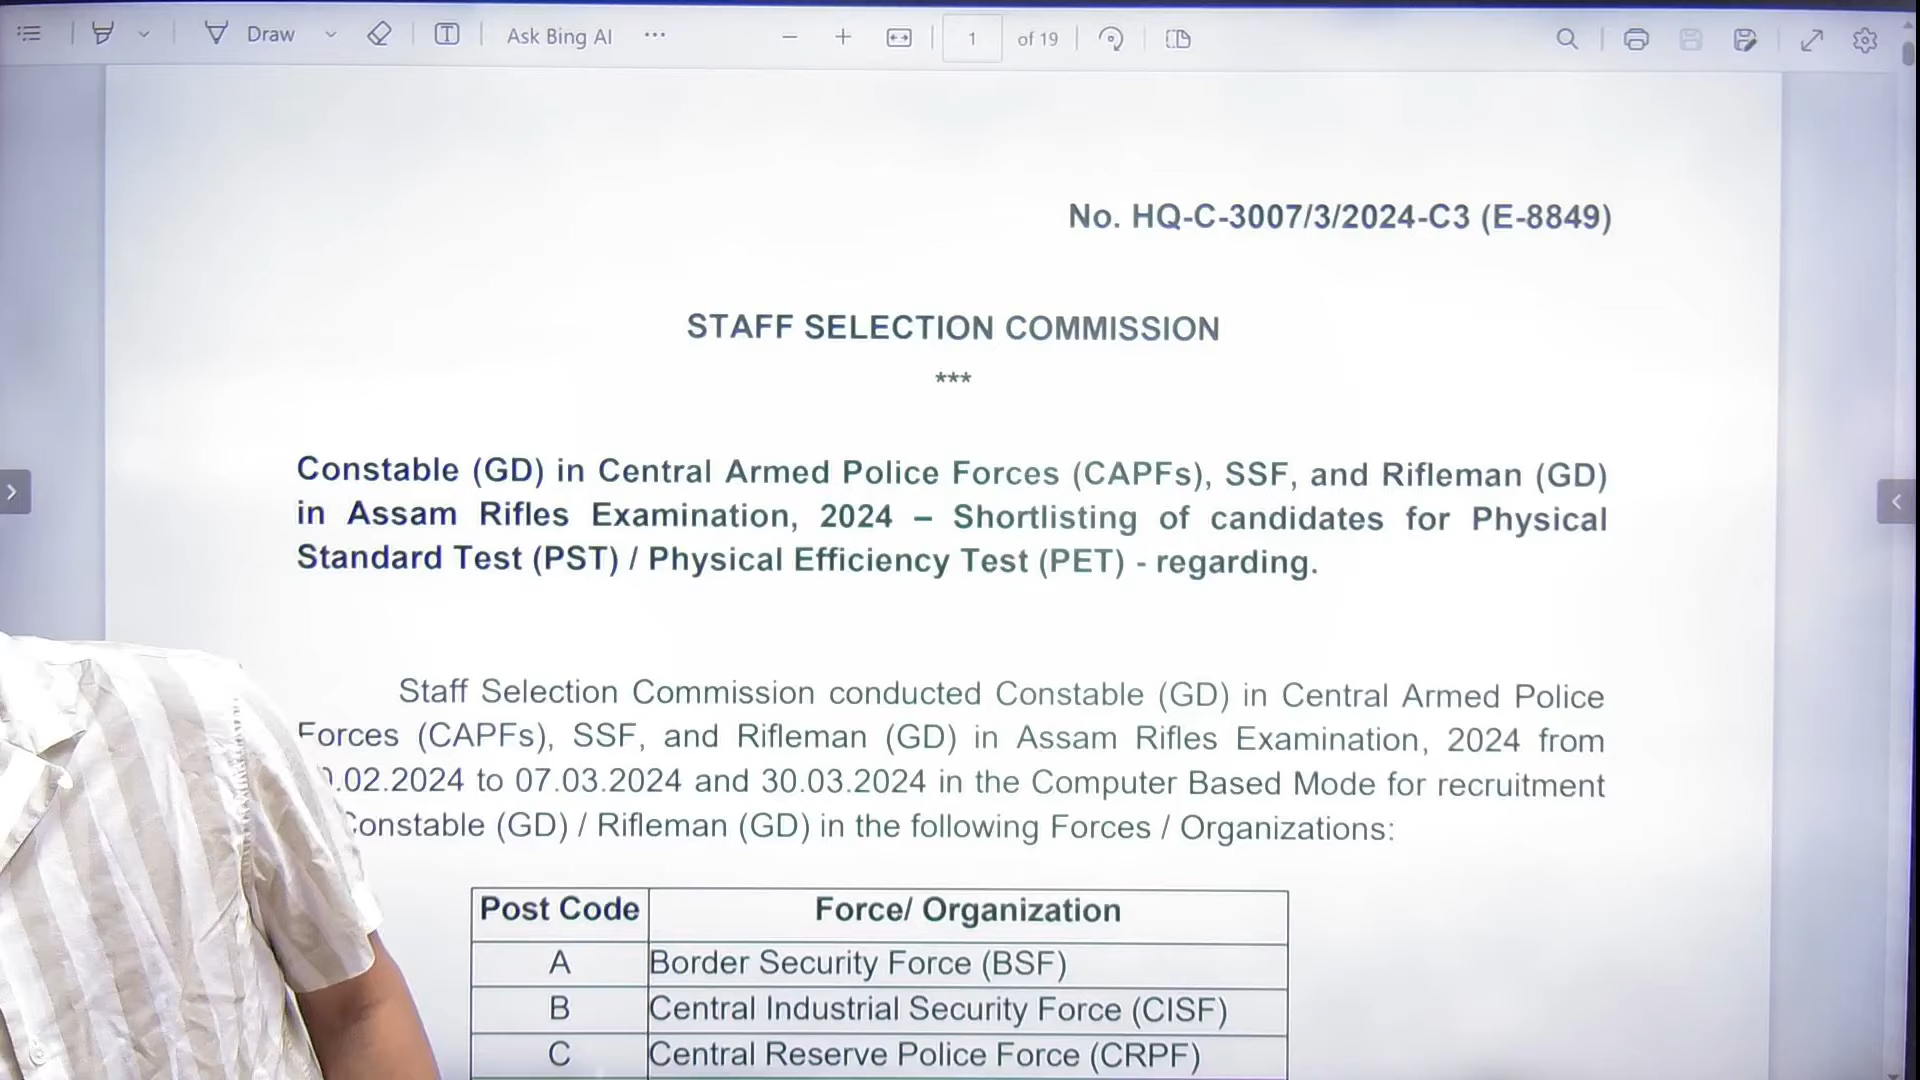 Draw
Ask Bing AI
1 of 19
No. HQ-C-3007/3/2024-C3 (E-8849)
STAFF SELECTION COMMISSION
***
Constable (GD) in Central Armed Police Forces (CAPFs), SSF, and Rifleman (GD)
in Assam Rifles Examination, 2024 – Shortlisting of candidates for Physical
Standard Test (PST) / Physical Efficiency Test (PET) - regarding.
Staff Selection Commission conducted Constable (GD) in Central Armed Police
Forces (CAPFs), SSF, and Rifleman (GD) in Assam Rifles Examination, 2024 from
.02.2024 to 07.03.2024 and 30.03.2024 in the Computer Based Mode for recruitment
Constable (GD) / Rifleman (GD) in the following Forces / Organizations:
Post Code Force/ Organization
A Border Security Force (BSF)
B Central Industrial Security Force (CISF)
C Central Reserve Police Force (CRPF)